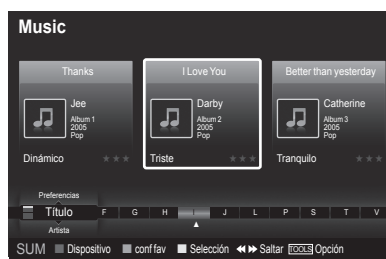 Music
Thanks
I Love You
Better than yesterday
Jee
Album 1
2005
Pop
Darby
Album 2
2005
Pop
Catherine
Album 3
2005
Pop
Dinámico
Triste
Tranquilo
Preferencias
Título F G H I J L P S T V
Artista
SUM Dispositivo conf fav Selección Saltar TOOLS Opción